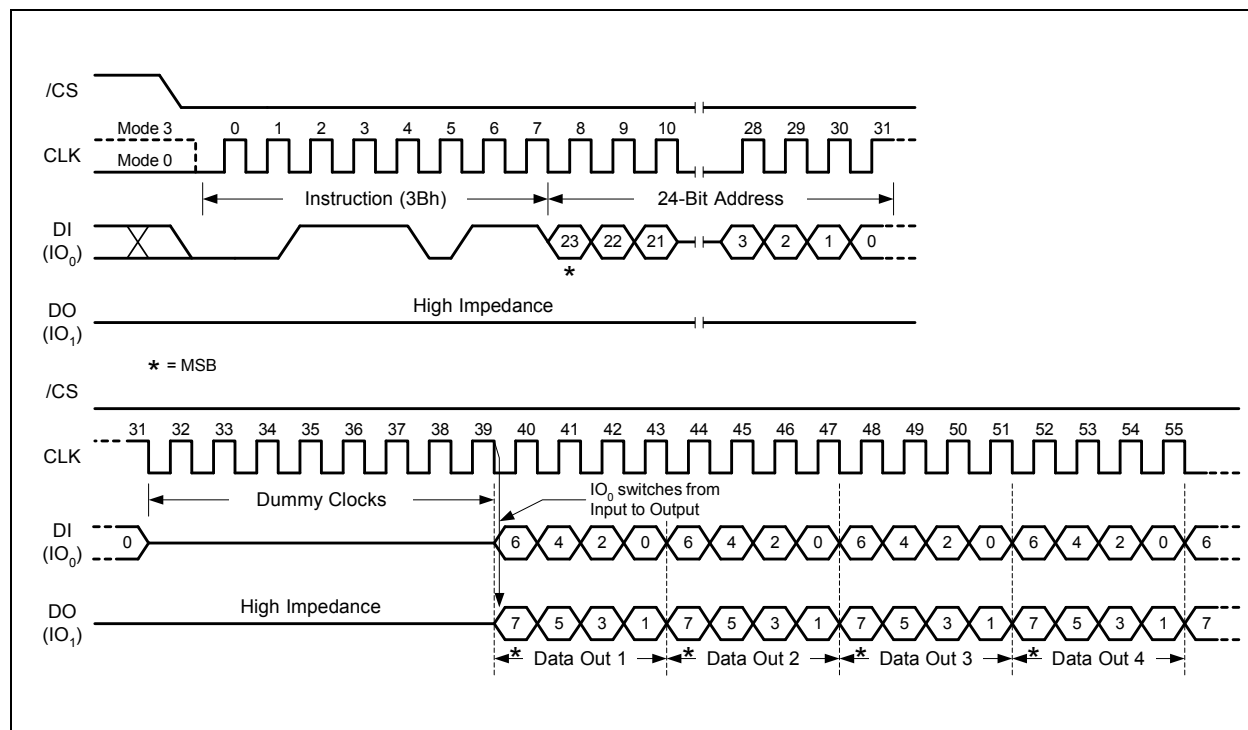 /CS
Mode 3 0 1 2 3 4 5 6 7 8 9 10 28 29 30 31
CLK
Mode 0
Instruction (3Bh) 24-Bit Address
DI
(IO0) 23 22 21 3 2 1 0
*
High Impedance
DO
(IO1)
* = MSB
/CS
31 32 33 34 35 36 37 38 39 40 41 42 43 44 45 46 47 48 49 50 51 52 53 54 55
CLK
Dummy Clocks
IO0 switches from
Input to Output
DI
(IO0) 0 6 4 2 0 6 4 2 0 6 4 2 0 6 4 2 0 6
High Impedance
DO
(IO1) 7 5 3 1 7 5 3 1 7 5 3 1 7 5 3 1 7
* Data Out 1 * Data Out 2 * Data Out 3 * Data Out 4